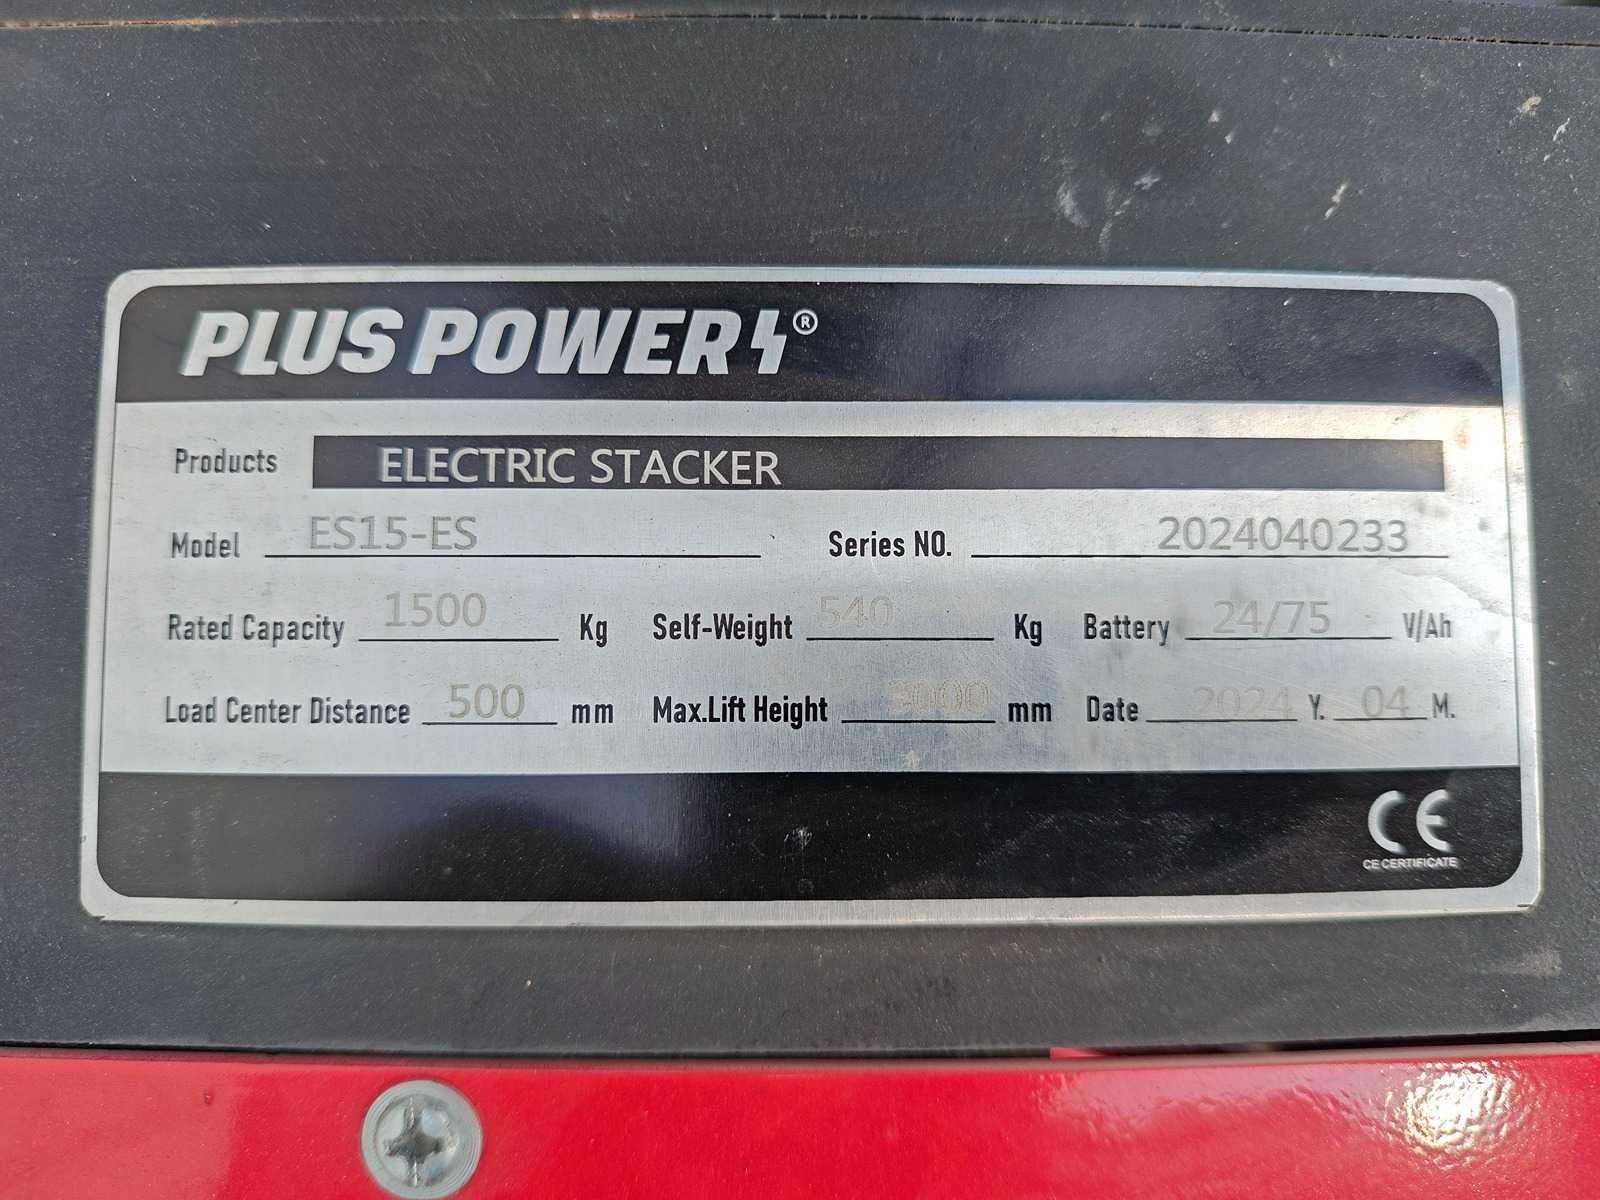 PLUS POWER®
Products ELECTRIC STACKER
Model ES15-ES Series NO. 2024040233
Rated Capacity 1500 Kg Self-Weight 540 Kg Battery 24/75 V/Ah
Load Center Distance 500 mm Max.Lift Height mm Date 2024 Y. 04 M.
CE
CE CERTIFICATE